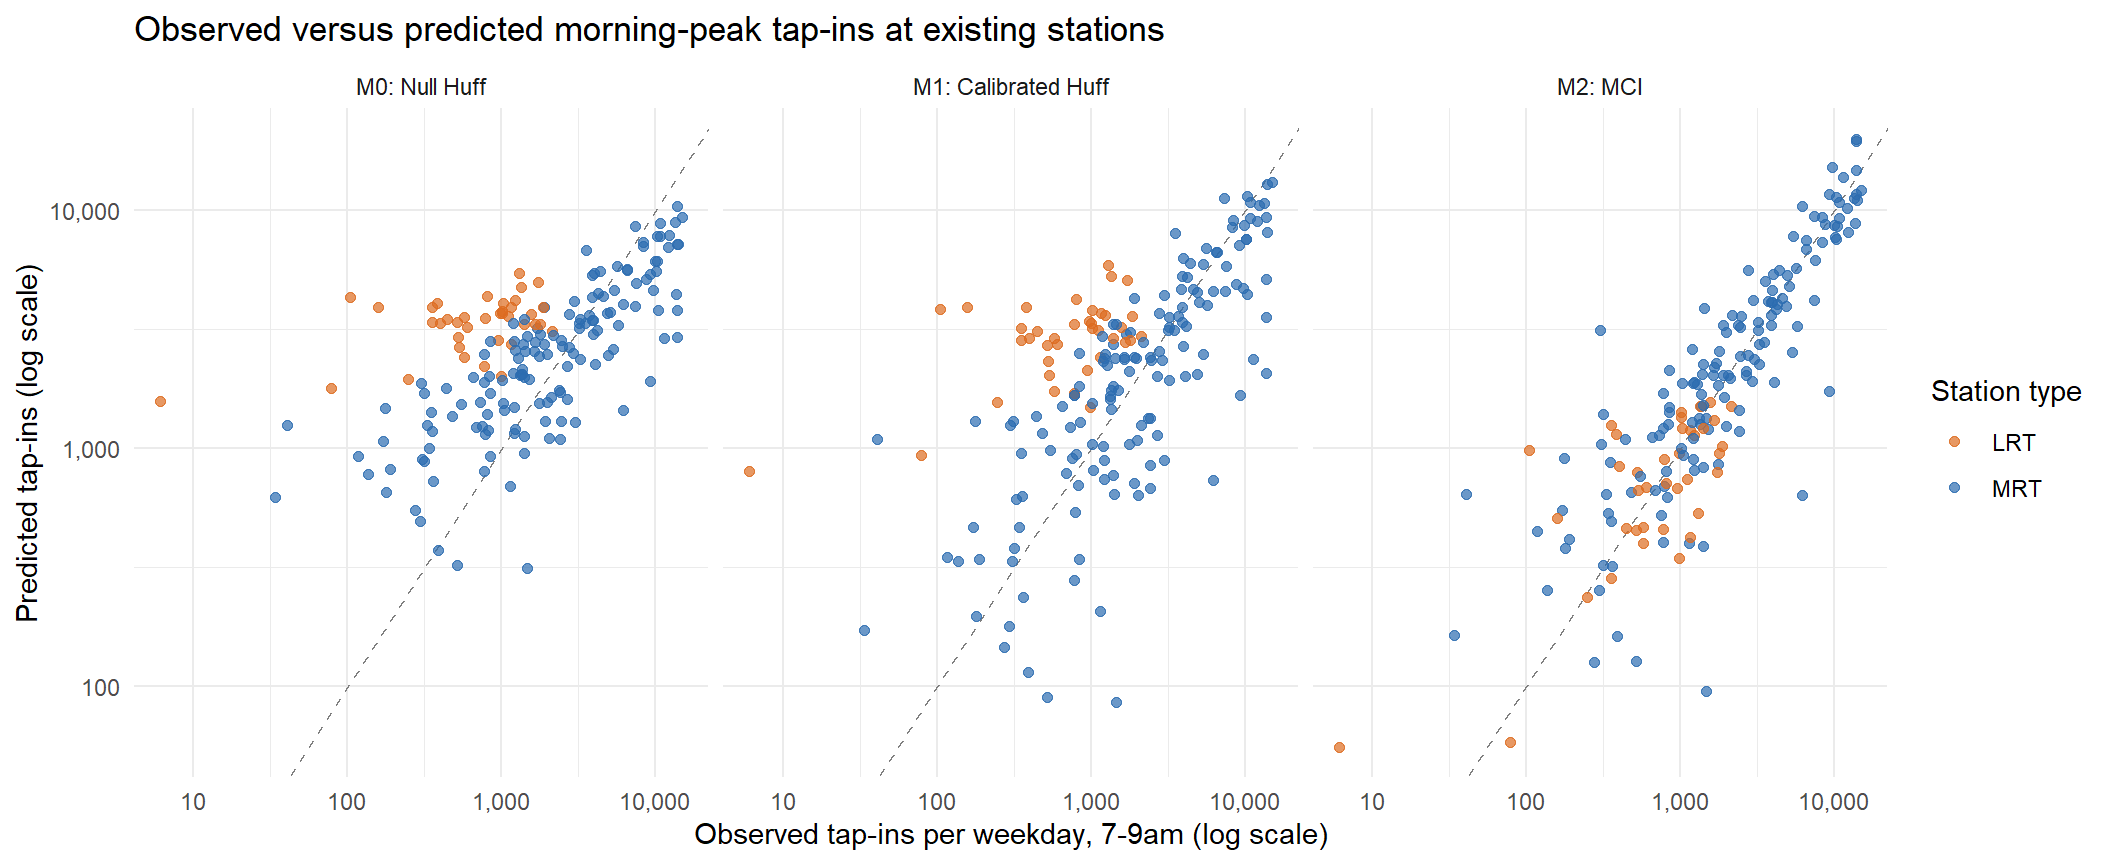 Observed versus predicted morning-peak tap-ins at existing stations
M0: Null Huff
M1: Calibrated Huff
M2: MCI
Predicted tap-ins (log scale)
10,000
1,000
100
10
100
1,000
10,000
10
100
1,000
10,000
10
100
1,000
10,000
Observed tap-ins per weekday, 7-9am (log scale)
Station type
LRT
MRT